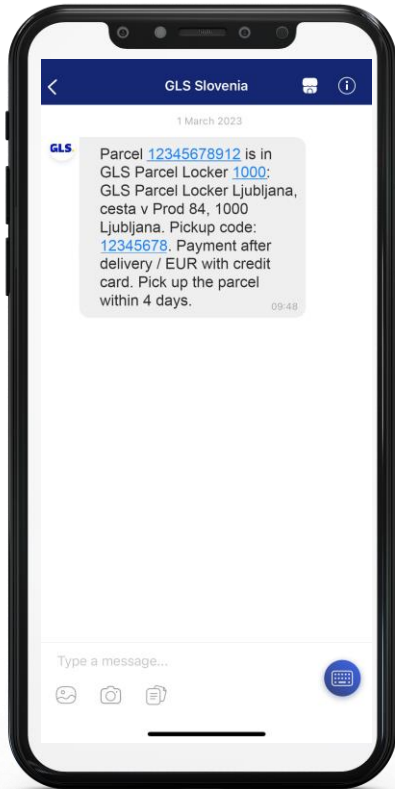 GLS Slovenia
1 March 2023
GLS
Parcel 12345678912 is in
GLS Parcel Locker 1000:
GLS Parcel Locker Ljubljana,
cesta v Prod 84, 1000
Ljubljana. Pickup code:
12345678. Payment after
delivery / EUR with credit
card. Pick up the parcel
within 4 days.
09:48
Type a message...